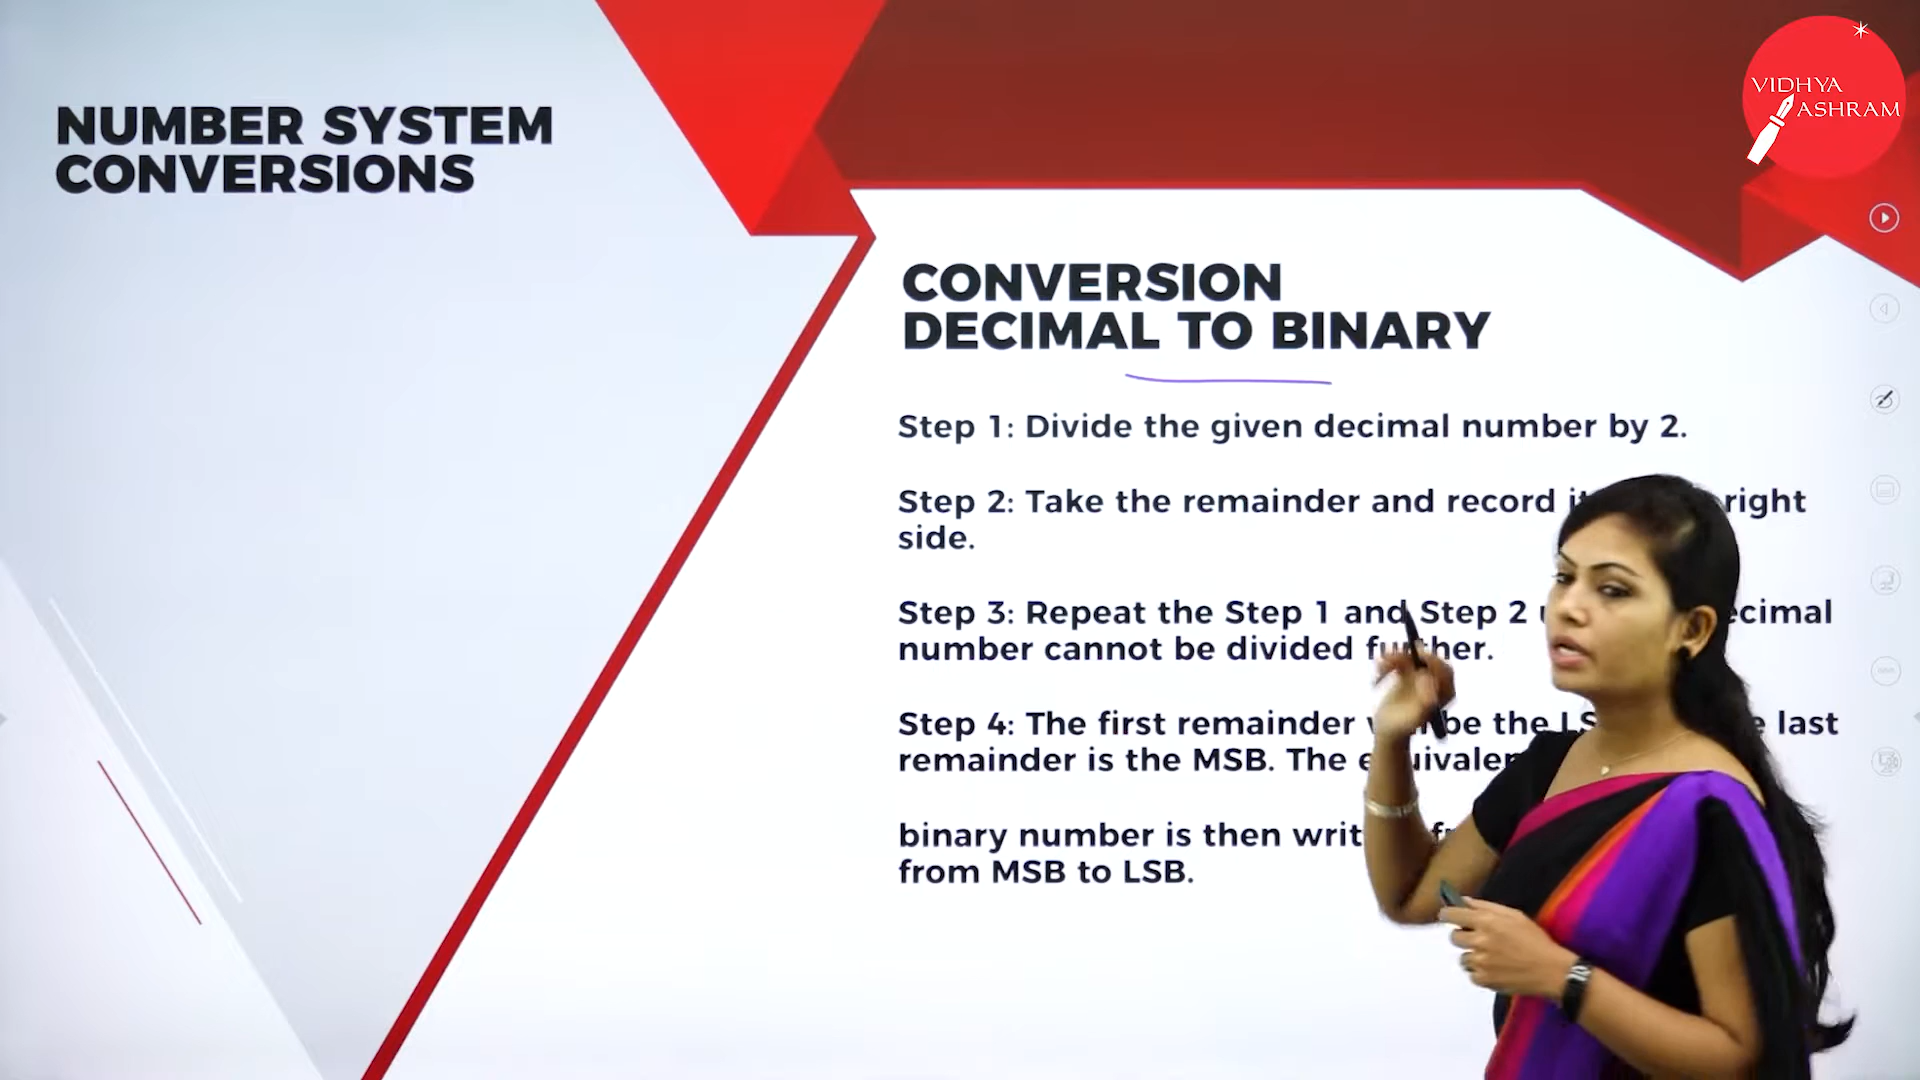 VIDHYA
ASHRAM
NUMBER SYSTEM
CONVERSIONS
CONVERSION
DECIMAL TO BINARY
Step 1: Divide the given decimal number by 2.
Step 2: Take the remainder and record right
side.
Step 3: Repeat the Step 1 and Step 2
number cannot be divided further.
Step 4: The first remainder be the last
remainder is the MSB. The
binary number is then
from MSB to LSB.